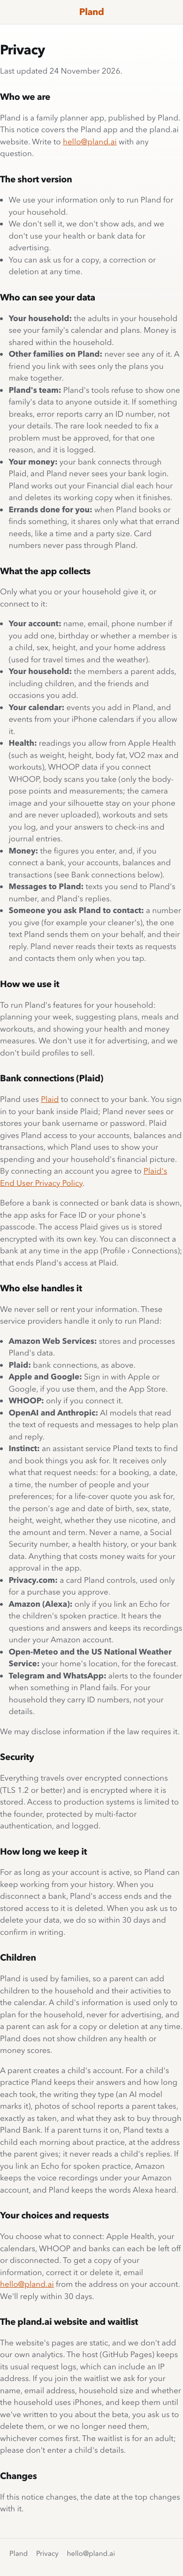 Pland
Privacy
Last updated 24 November 2026.
Who we are
Pland is a family planner app, published by Pland.
This notice covers the Pland app and the pland.ai
website. Write to hello@pland.ai with any
question.
The short version
• We use your information only to run Pland for
your household.
• We don't sell it, we don't show ads, and we
don't use your health or bank data for
advertising.
• You can ask us for a copy, a correction or
deletion at any time.
Who can see your data
• Your household: the adults in your household
see your family's calendar and plans. Money is
shared within the household.
• Other families on Pland: never see any of it. A
friend you link with sees only the plans you
make together.
• Pland's team: Pland's tools refuse to show one
family's data to anyone outside it. If something
breaks, error reports carry an ID number, not
your details. The rare look needed to fix a
problem must be approved, for that one
reason, and it is logged.
• Your money: your bank connects through
Plaid, and Pland never sees your bank login.
Pland works out your Financial dial each hour
and deletes its working copy when it finishes.
• Errands done for you: when Pland books or
finds something, it shares only what that errand
needs, like a time and a party size. Card
numbers never pass through Pland.
What the app collects
Only what you or your household give it, or
connect to it:
• Your account: name, email, phone number if
you add one, birthday or whether a member is
a child, sex, height, and your home address
(used for travel times and the weather).
• Your household: the members a parent adds,
including children, and the friends and
occasions you add.
• Your calendar: events you add in Pland, and
events from your iPhone calendars if you allow
it.
• Health: readings you allow from Apple Health
(such as weight, height, body fat, VO2 max and
workouts), WHOOP data if you connect
WHOOP, body scans you take (only the body-
pose points and measurements; the camera
image and your silhouette stay on your phone
and are never uploaded), workouts and sets
you log, and your answers to check-ins and
journal entries.
• Money: the figures you enter, and, if you
connect a bank, your accounts, balances and
transactions (see Bank connections below).
• Messages to Pland: texts you send to Pland's
number, and Pland's replies.
• Someone you ask Pland to contact: a number
you give (for example your cleaner's), the one
text Pland sends them on your behalf, and their
reply. Pland never reads their texts as requests
and contacts them only when you tap.
How we use it
To run Pland's features for your household:
planning your week, suggesting plans, meals and
workouts, and showing your health and money
measures. We don't use it for advertising, and we
don't build profiles to sell.
Bank connections (Plaid)
Pland uses Plaid to connect to your bank. You sign
in to your bank inside Plaid; Pland never sees or
stores your bank username or password. Plaid
gives Pland access to your accounts, balances and
transactions, which Pland uses to show your
spending and your household's financial picture.
By connecting an account you agree to Plaid's
End User Privacy Policy.
Before a bank is connected or bank data is shown,
the app asks for Face ID or your phone's
passcode. The access Plaid gives us is stored
encrypted with its own key. You can disconnect a
bank at any time in the app (Profile › Connections);
that ends Pland's access at Plaid.
Who else handles it
We never sell or rent your information. These
service providers handle it only to run Pland:
• Amazon Web Services: stores and processes
Pland's data.
• Plaid: bank connections, as above.
• Apple and Google: Sign in with Apple or
Google, if you use them, and the App Store.
• WHOOP: only if you connect it.
• OpenAI and Anthropic: AI models that read
the text of requests and messages to help plan
and reply.
• Instinct: an assistant service Pland texts to find
and book things you ask for. It receives only
what that request needs: for a booking, a date,
a time, the number of people and your
preferences; for a life-cover quote you ask for,
the person's age and date of birth, sex, state,
height, weight, whether they use nicotine, and
the amount and term. Never a name, a Social
Security number, a health history, or your bank
data. Anything that costs money waits for your
approval in the app.
• Privacy.com: a card Pland controls, used only
for a purchase you approve.
• Amazon (Alexa): only if you link an Echo for
the children's spoken practice. It hears the
questions and answers and keeps its recordings
under your Amazon account.
• Open-Meteo and the US National Weather
Service: your home's location, for the forecast.
• Telegram and WhatsApp: alerts to the founder
when something in Pland fails. For your
household they carry ID numbers, not your
details.
We may disclose information if the law requires it.
Security
Everything travels over encrypted connections
(TLS 1.2 or better) and is encrypted where it is
stored. Access to production systems is limited to
the founder, protected by multi-factor
authentication, and logged.
How long we keep it
For as long as your account is active, so Pland can
keep working from your history. When you
disconnect a bank, Pland's access ends and the
stored access to it is deleted. When you ask us to
delete your data, we do so within 30 days and
confirm in writing.
Children
Pland is used by families, so a parent can add
children to the household and their activities to
the calendar. A child's information is used only to
plan for the household, never for advertising, and
a parent can ask for a copy or deletion at any time.
Pland does not show children any health or
money scores.
A parent creates a child's account. For a child's
practice Pland keeps their answers and how long
each took, the writing they type (an AI model
marks it), photos of school reports a parent takes,
exactly as taken, and what they ask to buy through
Pland Bank. If a parent turns it on, Pland texts a
child each morning about practice, at the address
the parent gives; it never reads a child's replies. If
you link an Echo for spoken practice, Amazon
keeps the voice recordings under your Amazon
account, and Pland keeps the words Alexa heard.
Your choices and requests
You choose what to connect: Apple Health, your
calendars, WHOOP and banks can each be left off
or disconnected. To get a copy of your
information, correct it or delete it, email
hello@pland.ai from the address on your account.
We'll reply within 30 days.
The pland.ai website and waitlist
The website's pages are static, and we don't add
our own analytics. The host (GitHub Pages) keeps
its usual request logs, which can include an IP
address. If you join the waitlist we ask for your
name, email address, household size and whether
the household uses iPhones, and keep them until
we've written to you about the beta, you ask us to
delete them, or we no longer need them,
whichever comes first. The waitlist is for an adult;
please don't enter a child's details.
Changes
If this notice changes, the date at the top changes
with it.
Pland Privacy hello@pland.ai